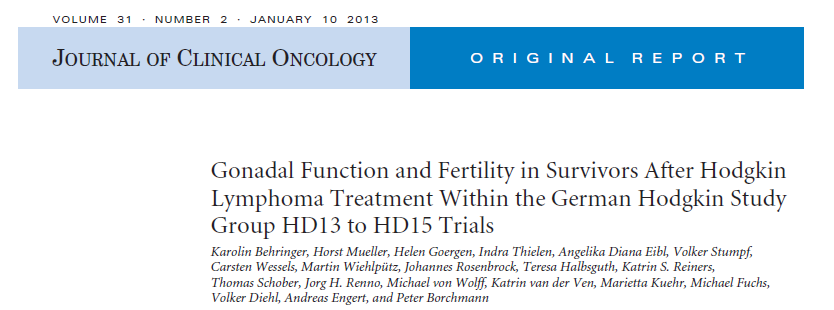 VOLUME 31 · NUMBER 2 · JANUARY 10 2013
JOURNAL OF CLINICAL ONCOLOGY
ORIGINAL REPORT
Gonadal Function and Fertility in Survivors After Hodgkin
Lymphoma Treatment Within the German Hodgkin Study
Group HD13 to HD15 Trials
Karolin Behringer, Horst Mueller, Helen Goergen, Indra Thielen, Angelika Diana Eibl, Volker Stumpf,
Carsten Wessels, Martin Wiehlpütz, Johannes Rosenbrock, Teresa Halbsguth, Katrin S. Reiners,
Thomas Schober, Jorg H. Renno, Michael von Wolff, Katrin van der Ven, Marietta Kuehr, Michael Fuchs,
Volker Diehl, Andreas Engert, and Peter Borchmann